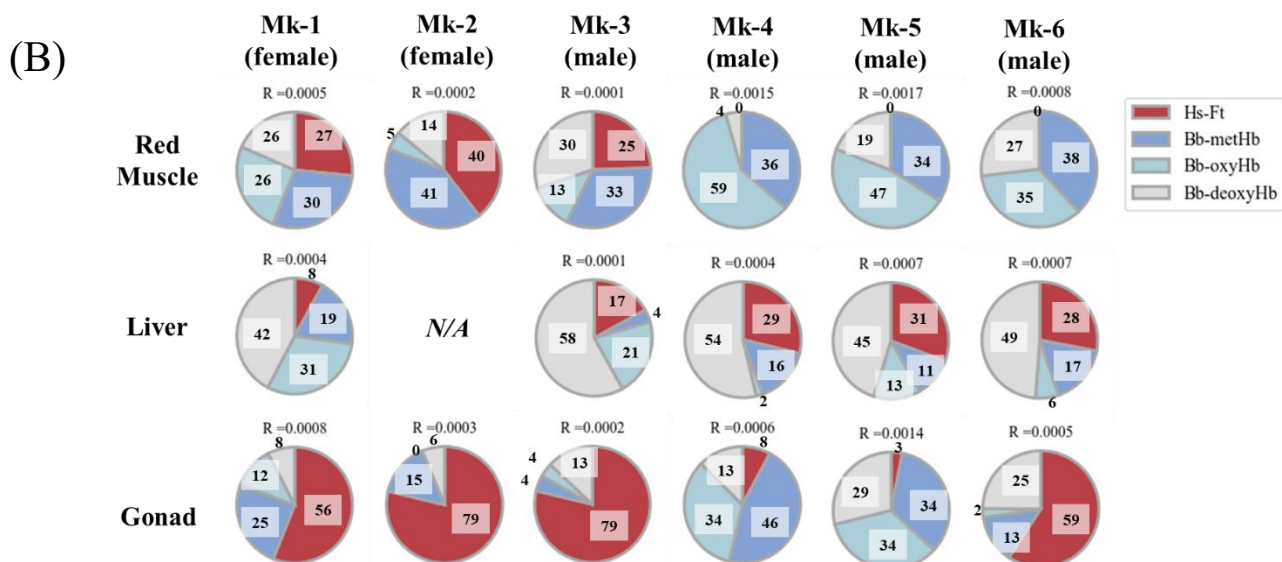 (B)
Mk-1 Mk-2 Mk-3 Mk-4 Mk-5 Mk-6
(female) (female) (male) (male) (male) (male)
R =0.0005 R =0.0002 R =0.0001 R =0.0015 R =0.0017 R =0.0008
Red
Muscle
26 27 26 30
14 5 40 41
30 25 13 33
4 0 36 59
0 19 34 47
0 27 38 35
Hs-Ft
Bb-metHb
Bb-oxyHb
Bb-deoxyHb
R =0.0004 R =0.0001 R =0.0004 R =0.0007 R =0.0007
Liver
8 19 42 31
N/A
17 4 58 21
29 54 16 2
31 45 11 13
28 49 17 6
R =0.0008 R =0.0003 R =0.0002 R =0.0006 R =0.0014 R =0.0005
Gonad
8 12 25 56
6 0 15 79
13 4 4 79
8 13 34 46
3 29 34 34
25 2 13 59